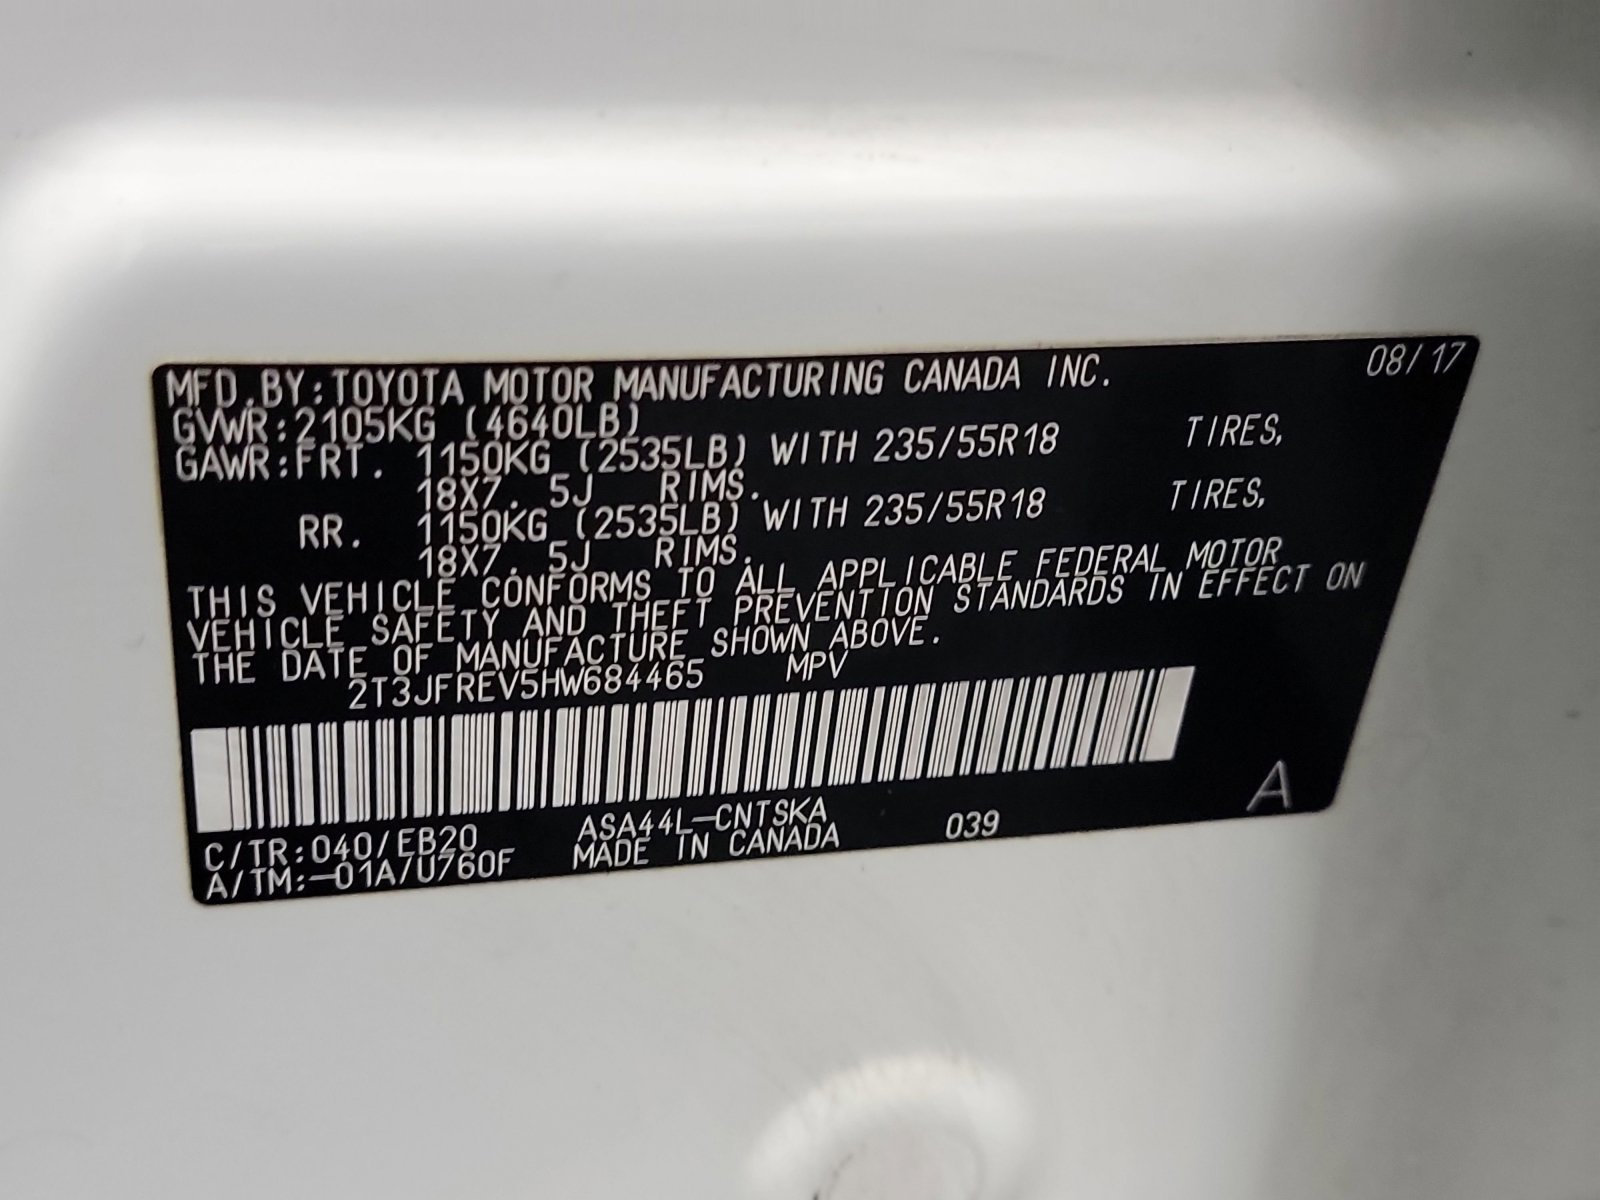 MFD.BY:TOYOTA MOTOR MANUFACTURING CANADA INC. 08/17
GVWR:2105KG (4640LB)
GAWR:FRT. 1150KG (2535LB) WITH 235/55R18 TIRES,
18X7.5J RIMS.
RR. 1150KG (2535LB) WITH 235/55R18 TIRES,
18X7.5J RIMS.
THIS VEHICLE CONFORMS TO ALL APPLICABLE FEDERAL MOTOR
VEHICLE SAFETY AND THEFT PREVENTION STANDARDS IN EFFECT ON
THE DATE OF MANUFACTURE SHOWN ABOVE.
2T3JFREV5HW684465 MPV
C/TR:040/EB20 ASA44L-CNTSKA 039 A
A/TM:-01A/U760F MADE IN CANADA